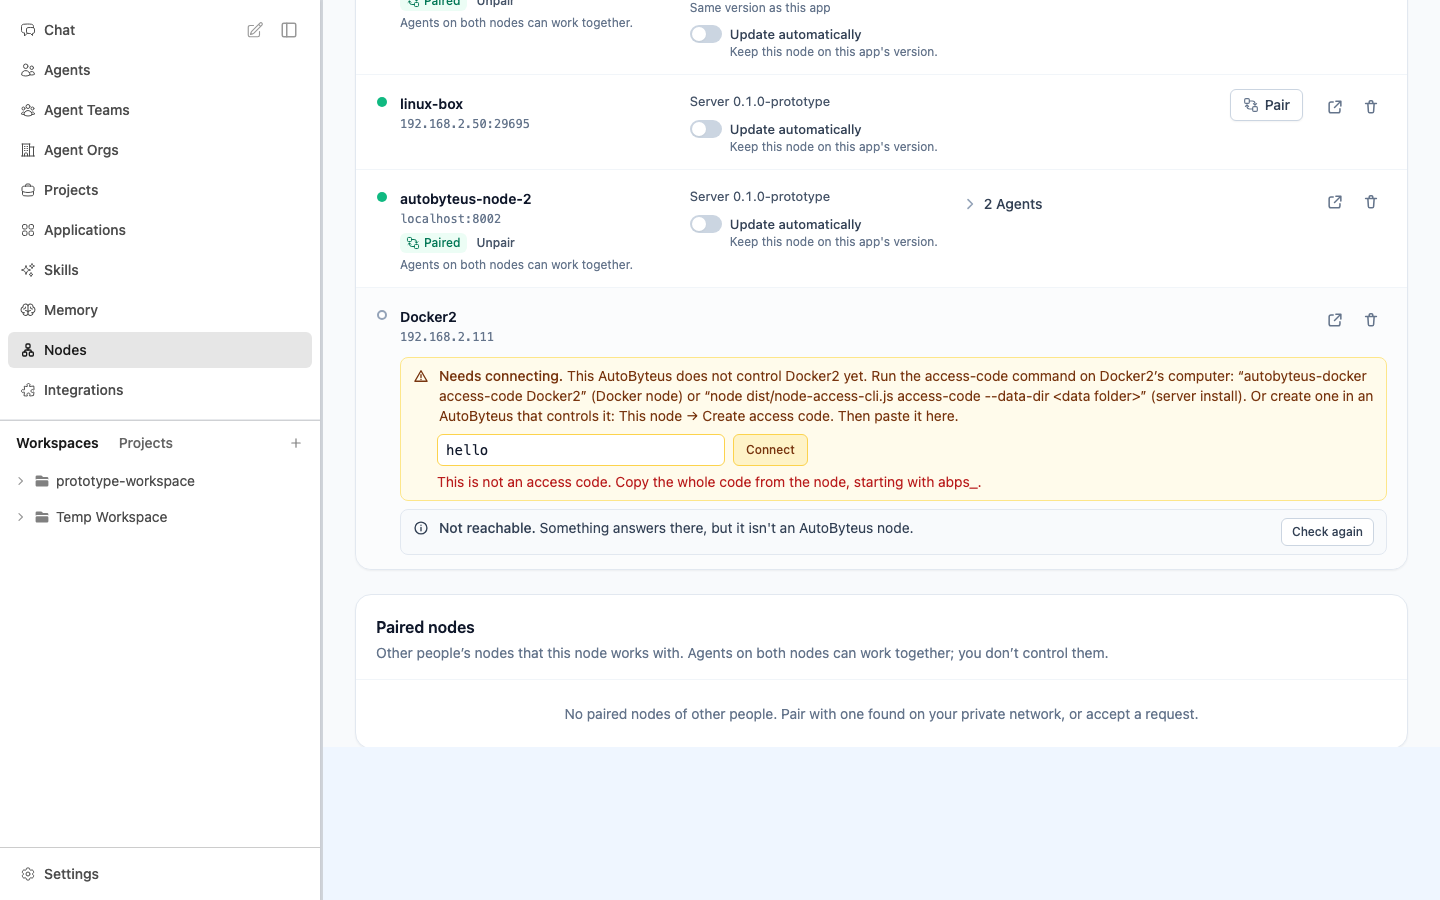 Chat
Agents
Agent Teams
Agent Orgs
Projects
Applications
Skills
Memory
Nodes
Integrations
Workspaces
Projects
prototype-workspace
Temp Workspace
Settings
Paired
Unpair
Agents on both nodes can work together.
Same version as this app
Update automatically
Keep this node on this app's version.
linux-box
192.168.2.50:29695
Server 0.1.0-prototype
Update automatically
Keep this node on this app's version.
Pair
autobyteus-node-2
localhost:8002
Paired
Unpair
Agents on both nodes can work together.
Server 0.1.0-prototype
Update automatically
Keep this node on this app's version.
2 Agents
Docker2
192.168.2.111
Needs connecting. This AutoByteus does not control Docker2 yet. Run the access-code command on Docker2’s computer: “autobyteus-docker
access-code Docker2” (Docker node) or “node dist/node-access-cli.js access-code --data-dir <data folder>” (server install). Or create one in an
AutoByteus that controls it: This node → Create access code. Then paste it here.
hello
Connect
This is not an access code. Copy the whole code from the node, starting with abps_.
Not reachable. Something answers there, but it isn't an AutoByteus node.
Check again
Paired nodes
Other people’s nodes that this node works with. Agents on both nodes can work together; you don’t control them.
No paired nodes of other people. Pair with one found on your private network, or accept a request.